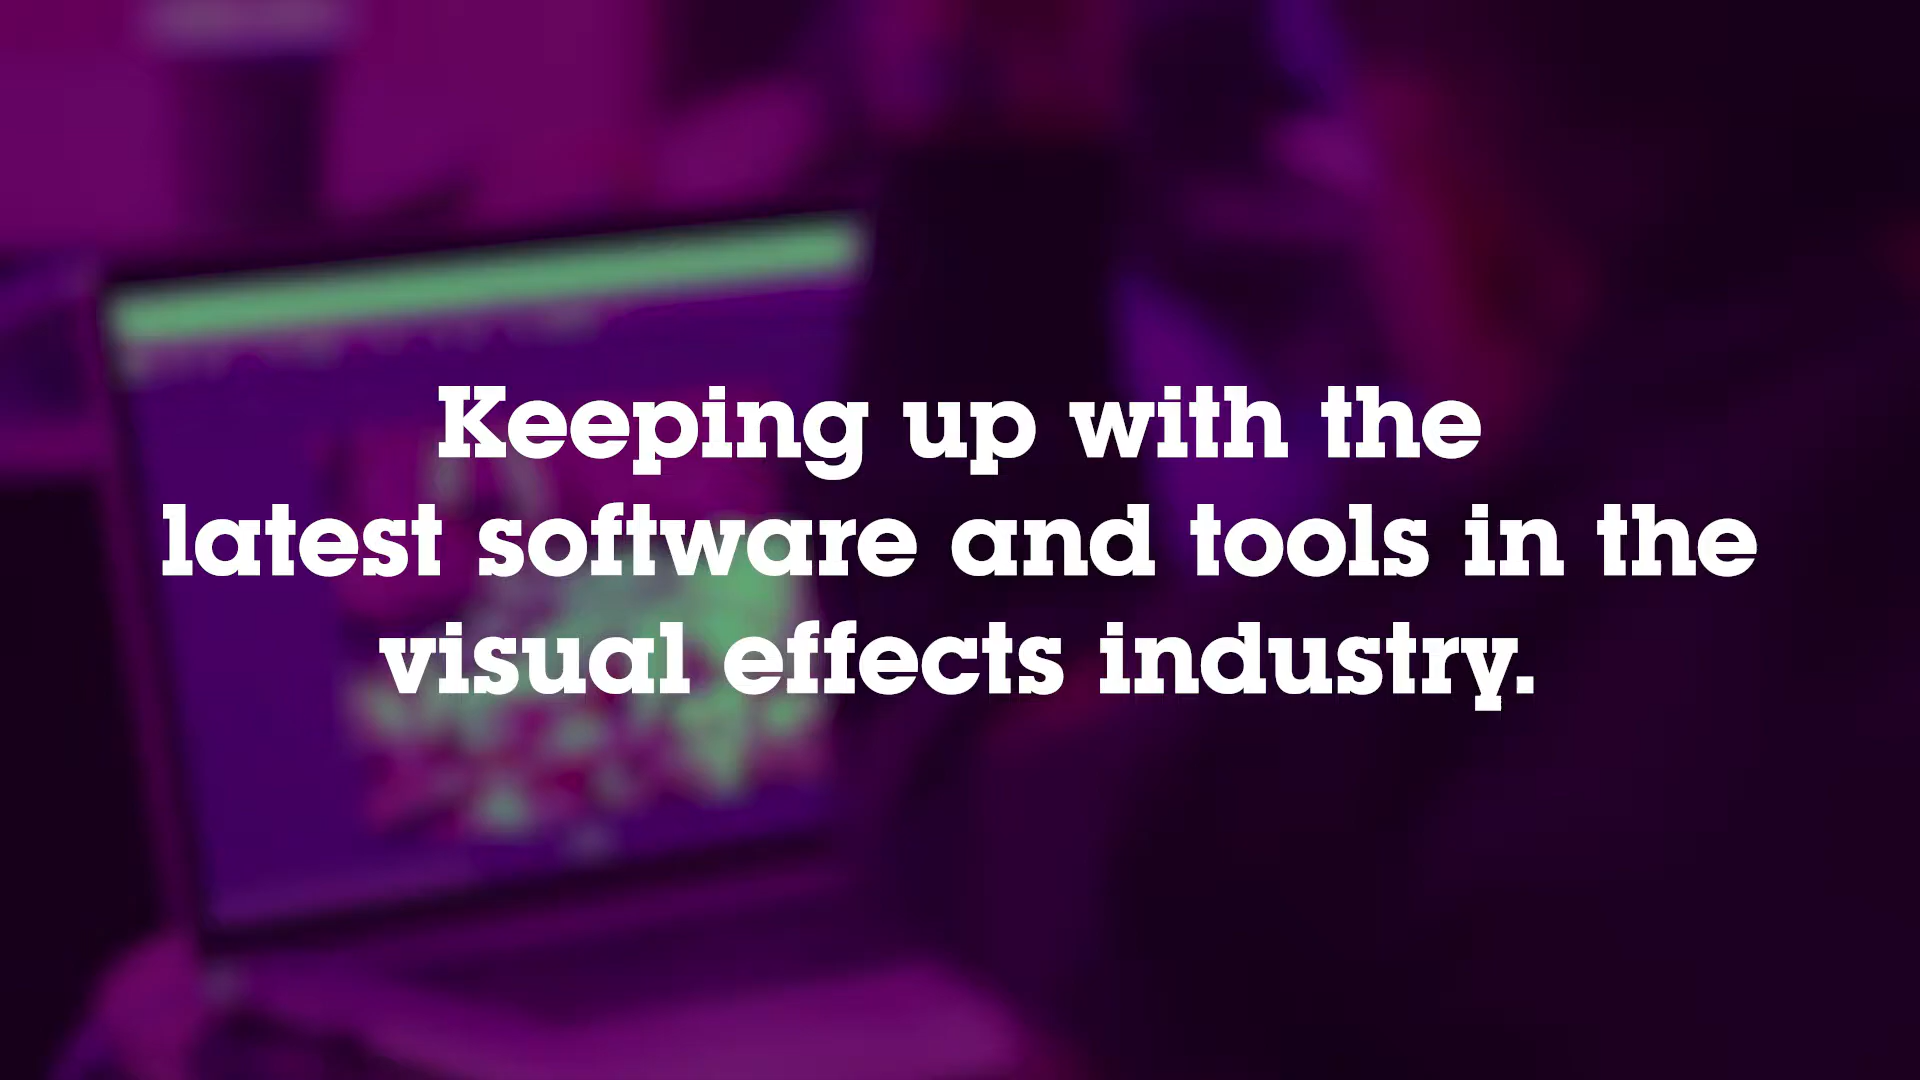 Keeping up with the
latest software and tools in the
visual effects industry.